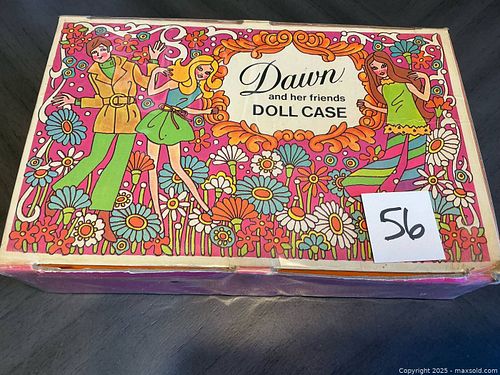 Dawn
and her friends
DOLL CASE
56
Copyright 2025 - maxsold.com